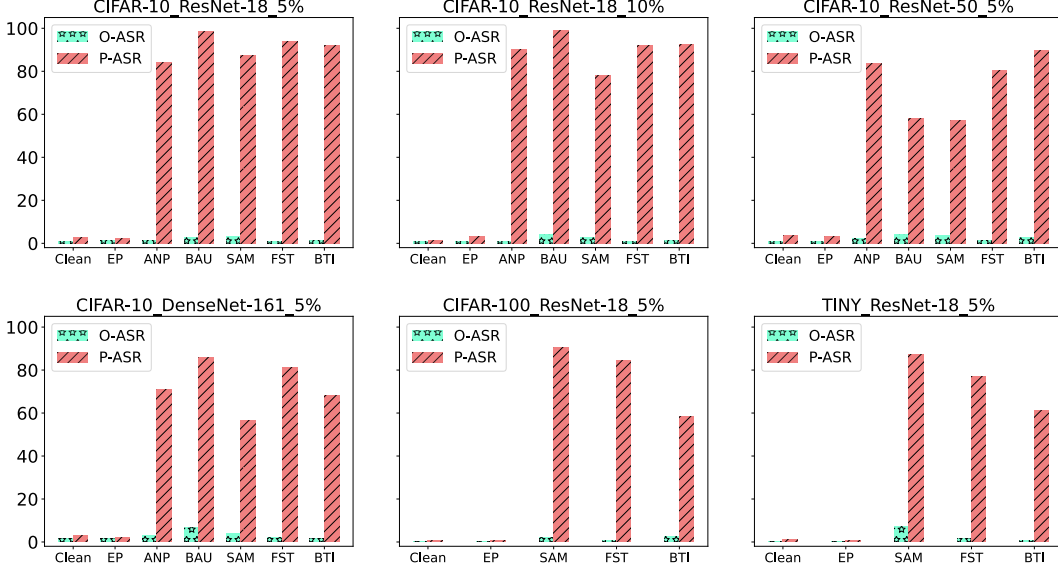 CIFAR-10_ResNet-18_5%
100
80
60
40
20
0
O-ASR
P-ASR
Clean EP ANP BAU SAM FST BTI
CIFAR-10_ResNet-18_10%
O-ASR
P-ASR
Clean EP ANP BAU SAM FST BTI
CIFAR-10_ResNet-50_5%
O-ASR
P-ASR
Clean EP ANP BAU SAM FST BTI
CIFAR-10_DenseNet-161_5%
100
80
60
40
20
0
O-ASR
P-ASR
Clean EP ANP BAU SAM FST BTI
CIFAR-100_ResNet-18_5%
O-ASR
P-ASR
Clean EP SAM FST BTI
TINY_ResNet-18_5%
O-ASR
P-ASR
Clean EP SAM FST BTI